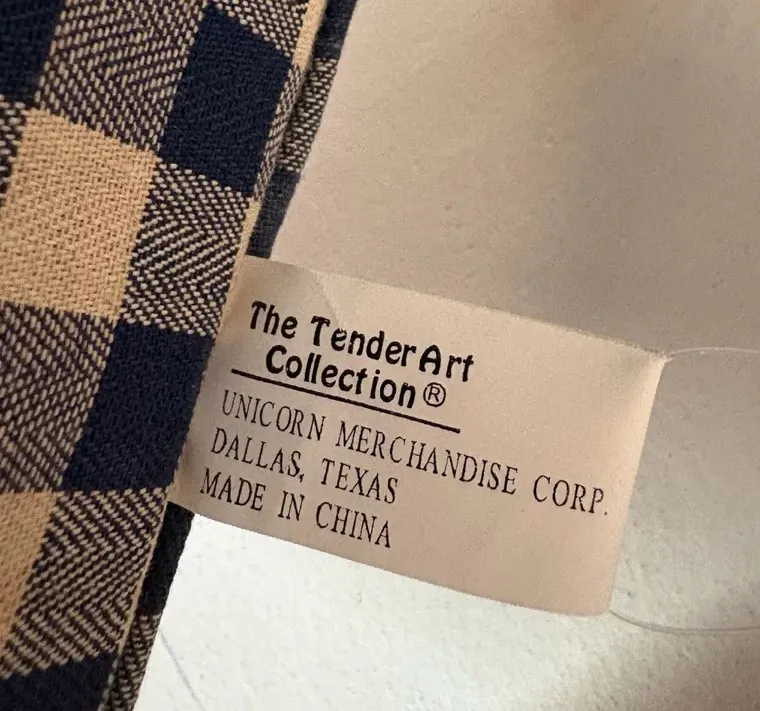 The TenderArt
Collection®
UNICORN MERCHANDISE CORP.
DALLAS, TEXAS
MADE IN CHINA